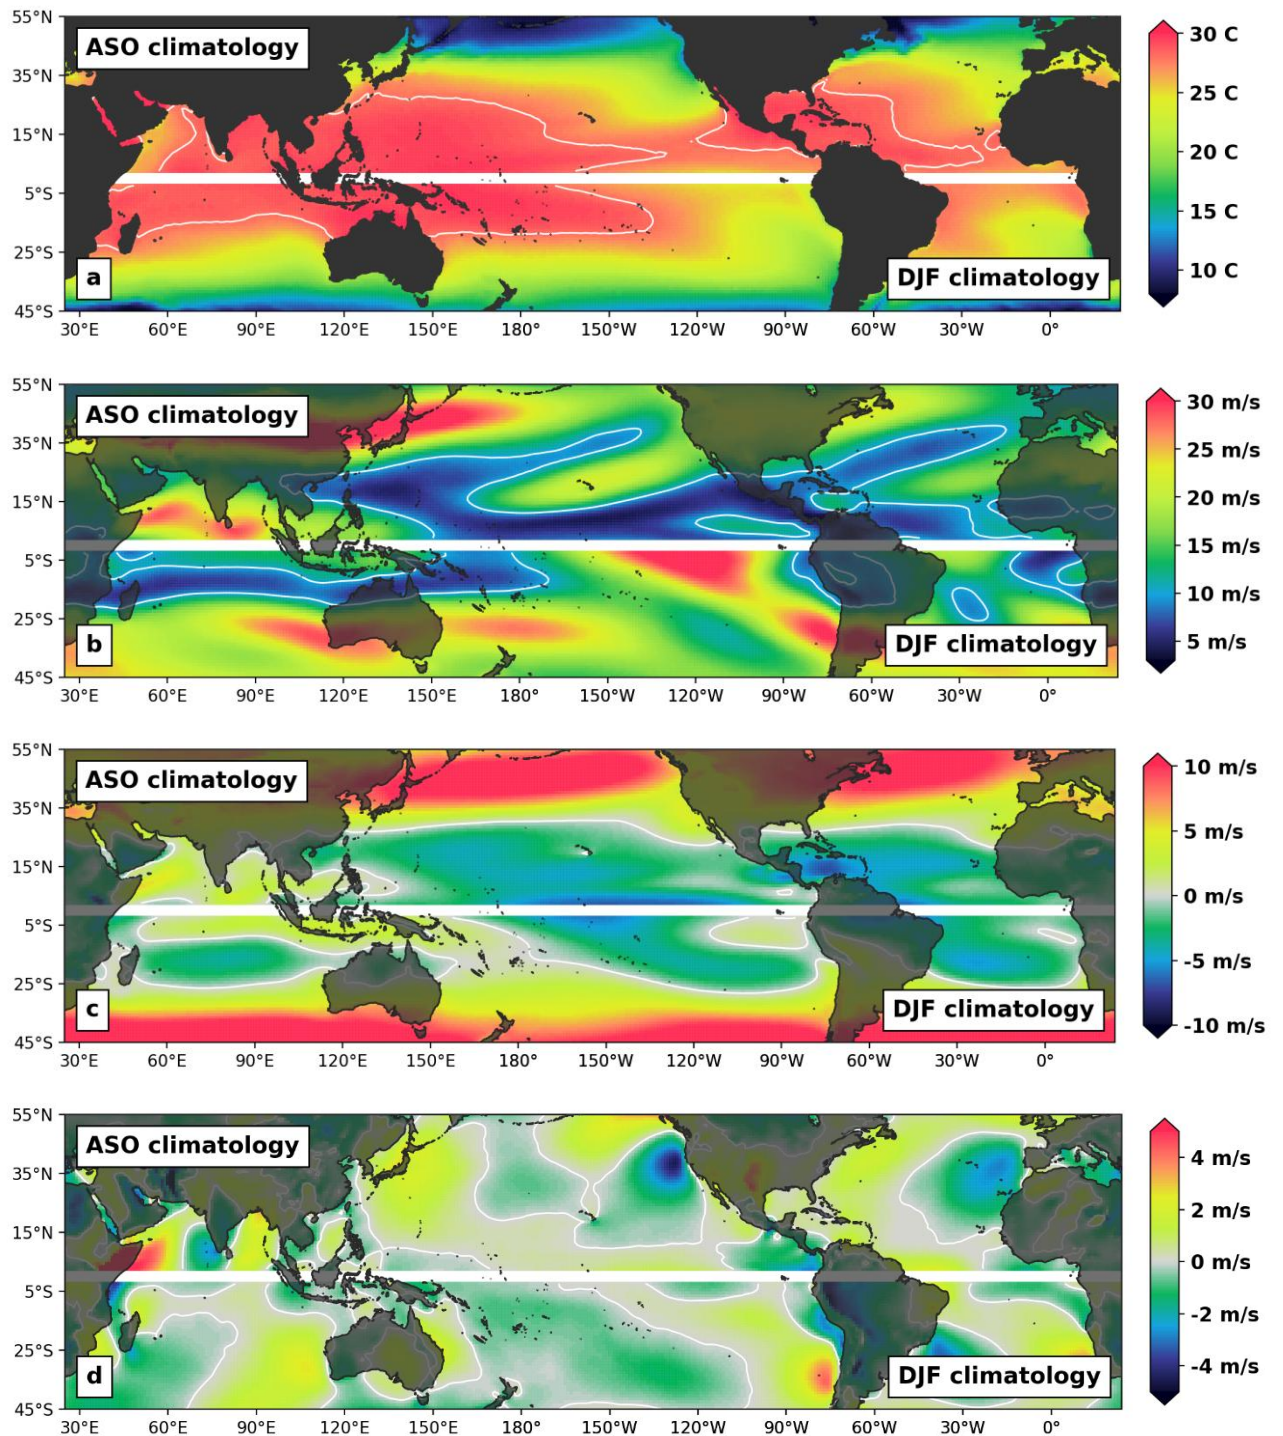 55°N
ASO climatology
35°N
15°N
5°S
25°S
a
DJF climatology
45°S
30°E 60°E 90°E 120°E 150°E 180° 150°W 120°W 90°W 60°W 30°W 0°
30 C
25 C
20 C
15 C
10 C
55°N
ASO climatology
35°N
15°N
5°S
25°S
b
DJF climatology
45°S
30°E 60°E 90°E 120°E 150°E 180° 150°W 120°W 90°W 60°W 30°W 0°
30 m/s
25 m/s
20 m/s
15 m/s
10 m/s
5 m/s
55°N
ASO climatology
35°N
15°N
5°S
25°S
c
DJF climatology
45°S
30°E 60°E 90°E 120°E 150°E 180° 150°W 120°W 90°W 60°W 30°W 0°
10 m/s
5 m/s
0 m/s
-5 m/s
-10 m/s
55°N
ASO climatology
35°N
15°N
5°S
25°S
d
DJF climatology
45°S
30°E 60°E 90°E 120°E 150°E 180° 150°W 120°W 90°W 60°W 30°W 0°
4 m/s
2 m/s
0 m/s
-2 m/s
-4 m/s